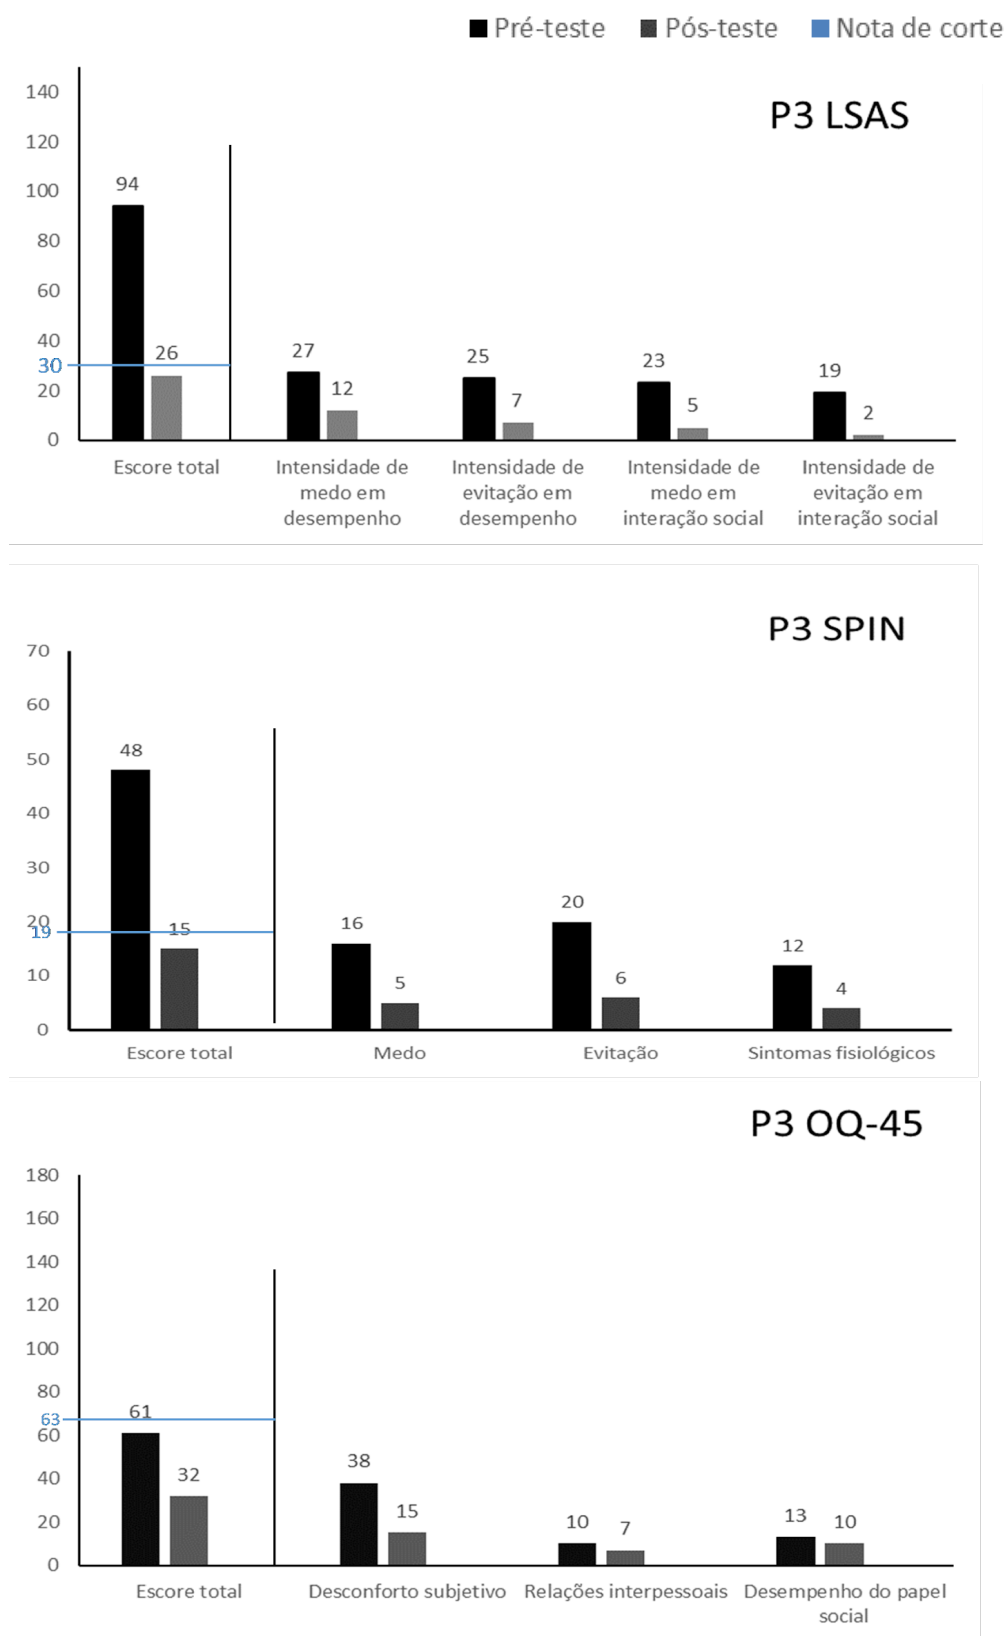 Pré-teste Pós-teste Nota de corte
P3 LSAS
140
120
100
80
60
40
30
20
0
94
26
27
12
25
7
23
5
19
2
Escore total
Intensidade de
medo em
desempenho
Intensidade de
evitação em
desempenho
Intensidade de
medo em
interação social
Intensidade de
evitação em
interação social
P3 SPIN
70
60
50
40
30
20
19
10
0
48
15
16
5
20
6
12
4
Escore total
Medo
Evitação
Sintomas fisiológicos
P3 OQ-45
180
160
140
120
100
80
63
60
40
20
0
61
32
38
15
10
7
13
10
Escore total
Desconforto subjetivo
Relações interpessoais
Desempenho do papel
social